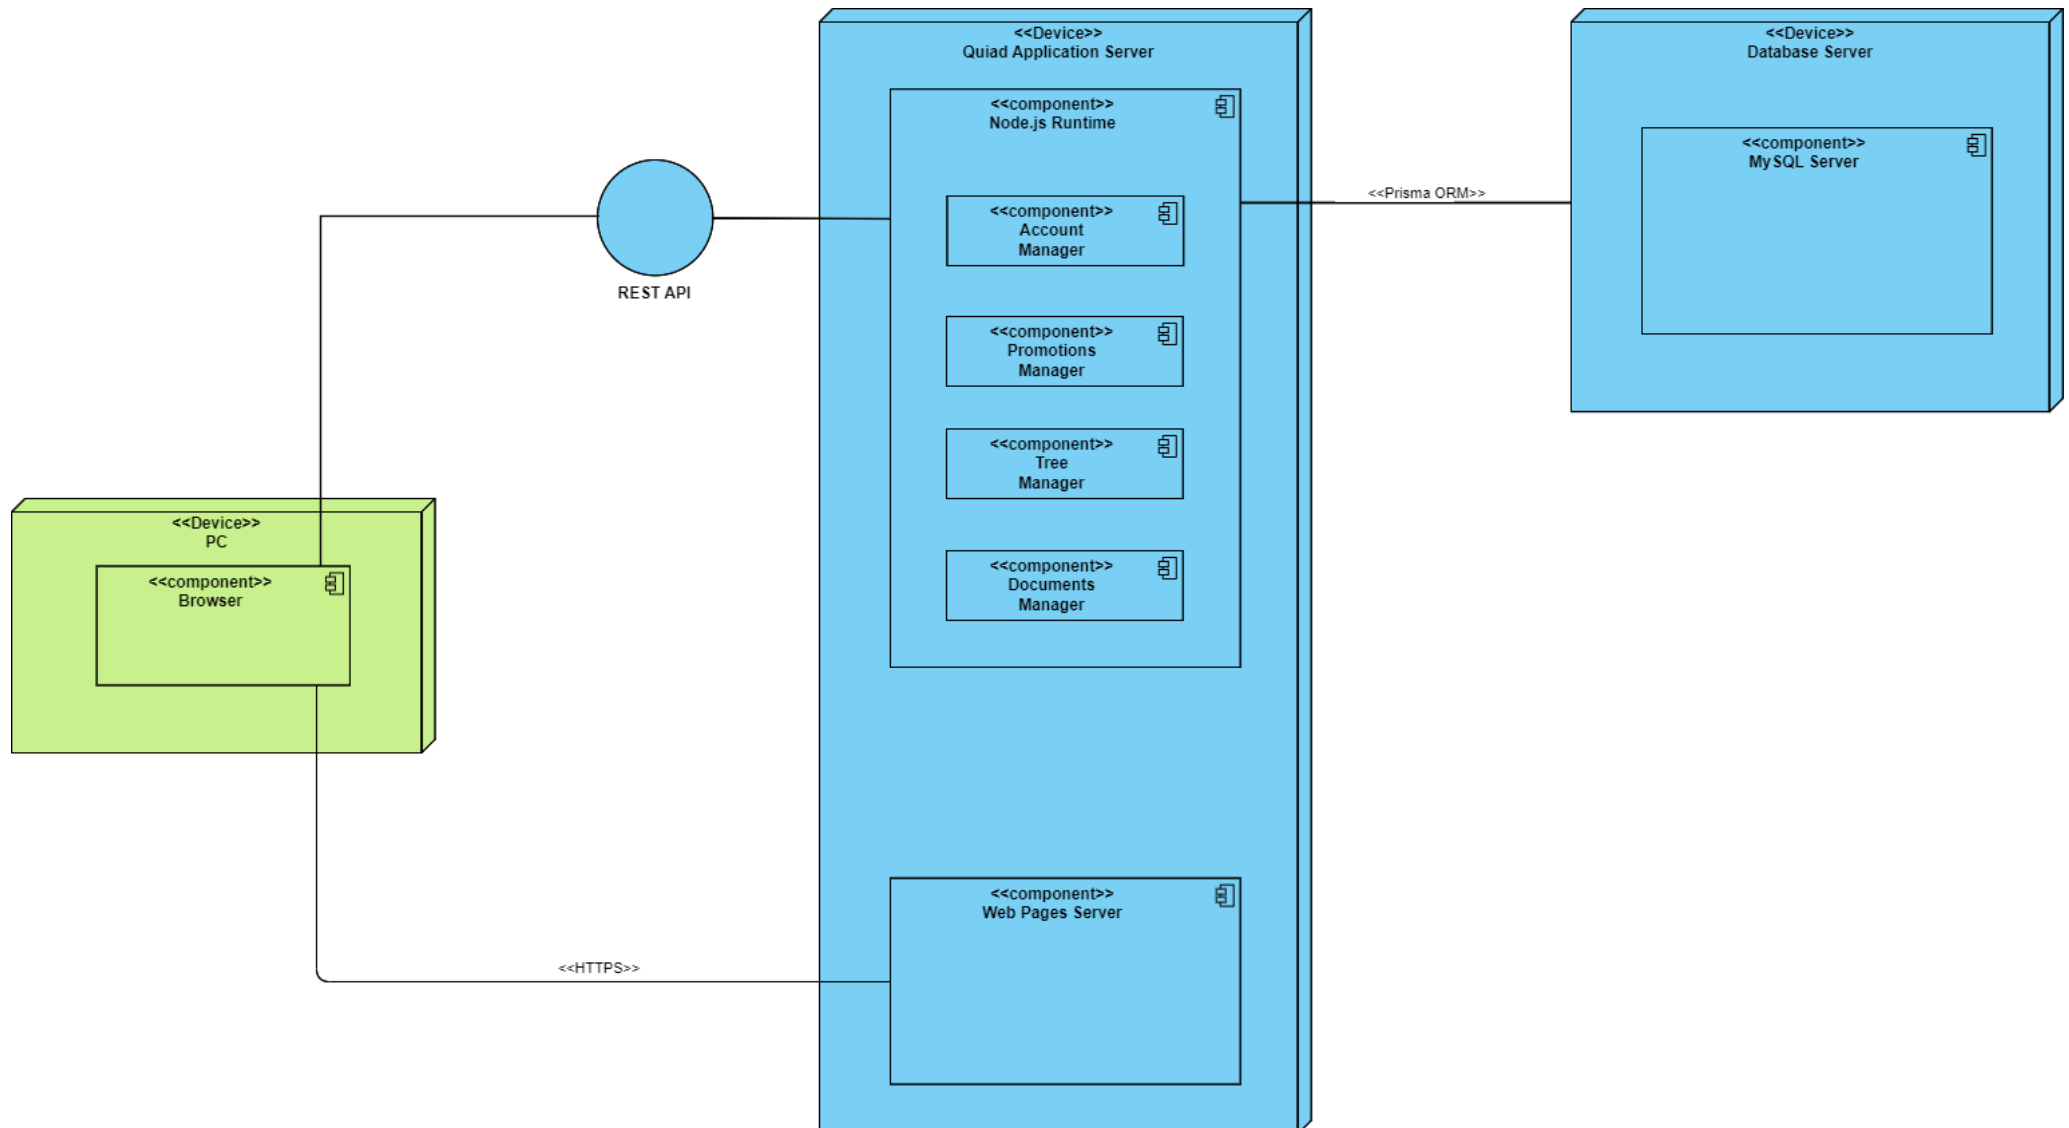 <<Device>>
Quiad Application Server
<<component>>
Node.js Runtime
<<component>>
Account
Manager
<<component>>
Promotions
Manager
<<component>>
Tree
Manager
<<component>>
Documents
Manager
<<component>>
Web Pages Server
<<Device>>
Database Server
<<component>>
MySQL Server
<<Prisma ORM>>
REST API
<<Device>>
PC
<<component>>
Browser
<<HTTPS>>